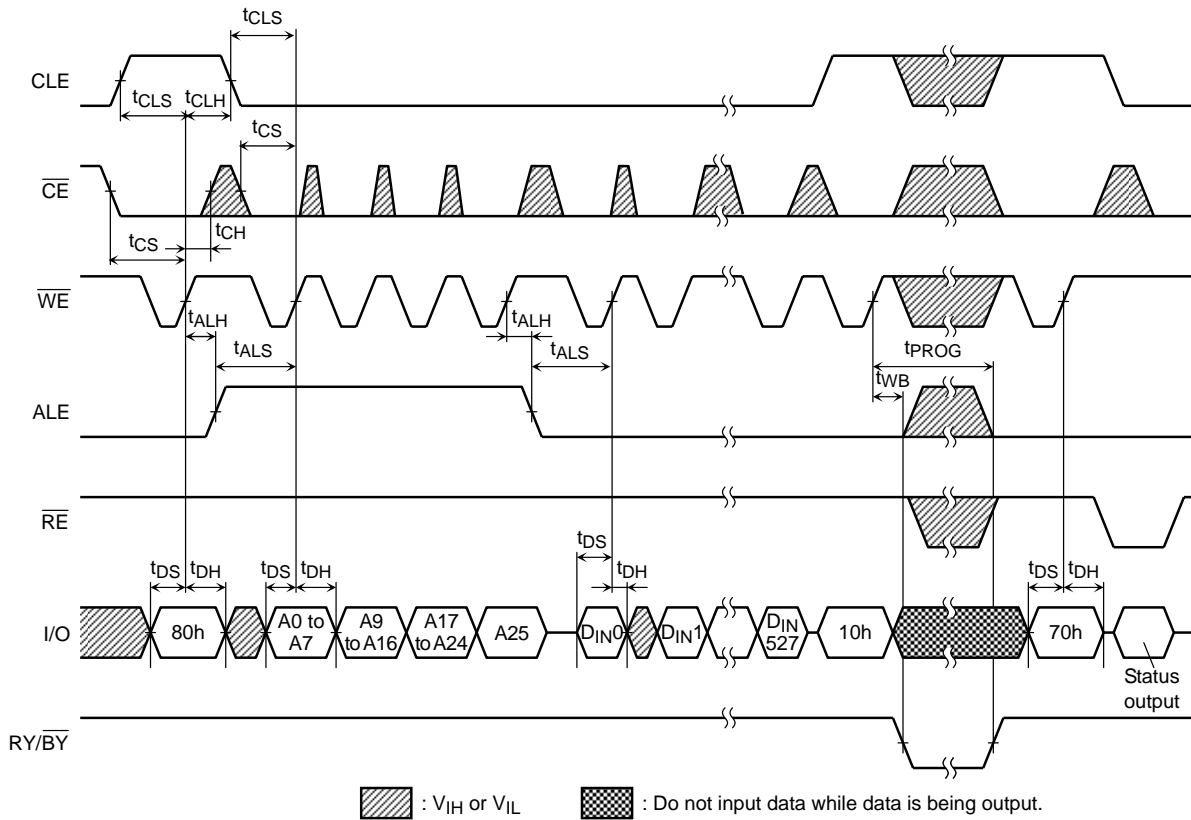 tCLS
CLE
tCLS tCLH
tCS
CE
tCS
tCH
WE
tALH
tALS
tALH
tALS
tPROG
tWB
ALE
RE
tDS tDH tDS tDH tDS tDH tDS tDH
I/O
80h
A0 to A7
A9 to A16
A17 to A24
A25
DIN0
DIN1
DIN 527
10h
70h
Status output
RY/BY
: VIH or VIL
: Do not input data while data is being output.